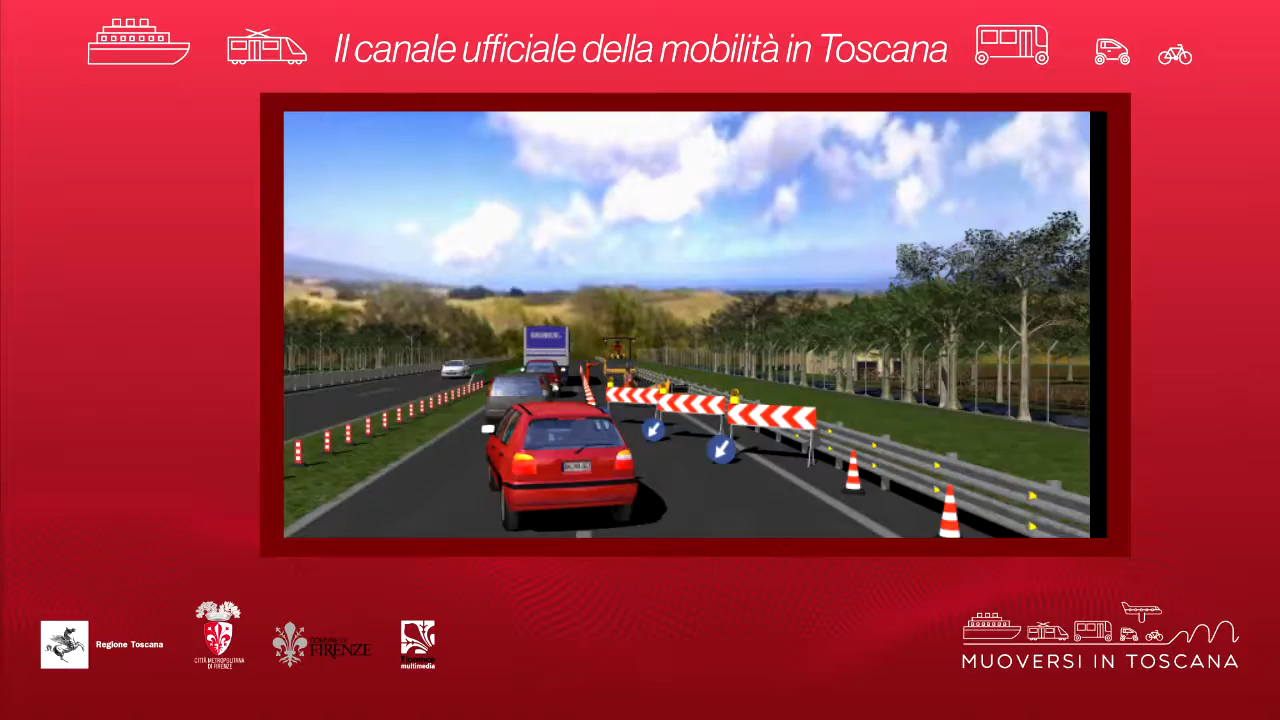 Il canale ufficiale della mobilità in Toscana
Regione Toscana
CITTÀ METROPOLITANA
DI FIRENZE
COMUNE DI
FIRENZE
Florence
multimedia
MUOVERSI IN TOSCANA